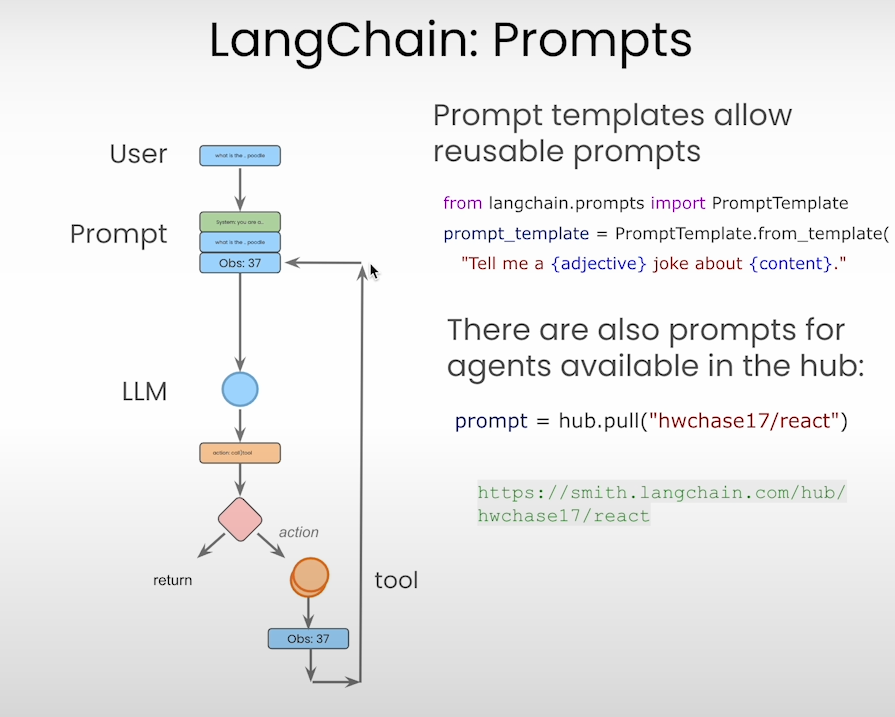 LangChain: Prompts
User
what is the .. poodle
Prompt
System: you are a..
what is the .. poodle
Obs: 37
LLM
action: call)tool
action
return
tool
Obs: 37
Prompt templates allow
reusable prompts
from langchain.prompts import PromptTemplate
prompt_template = PromptTemplate.from_template(
"Tell me a {adjective} joke about {content}."
There are also prompts for
agents available in the hub:
prompt = hub.pull("hwchase17/react")
https://smith.langchain.com/hub/
hwchase17/react